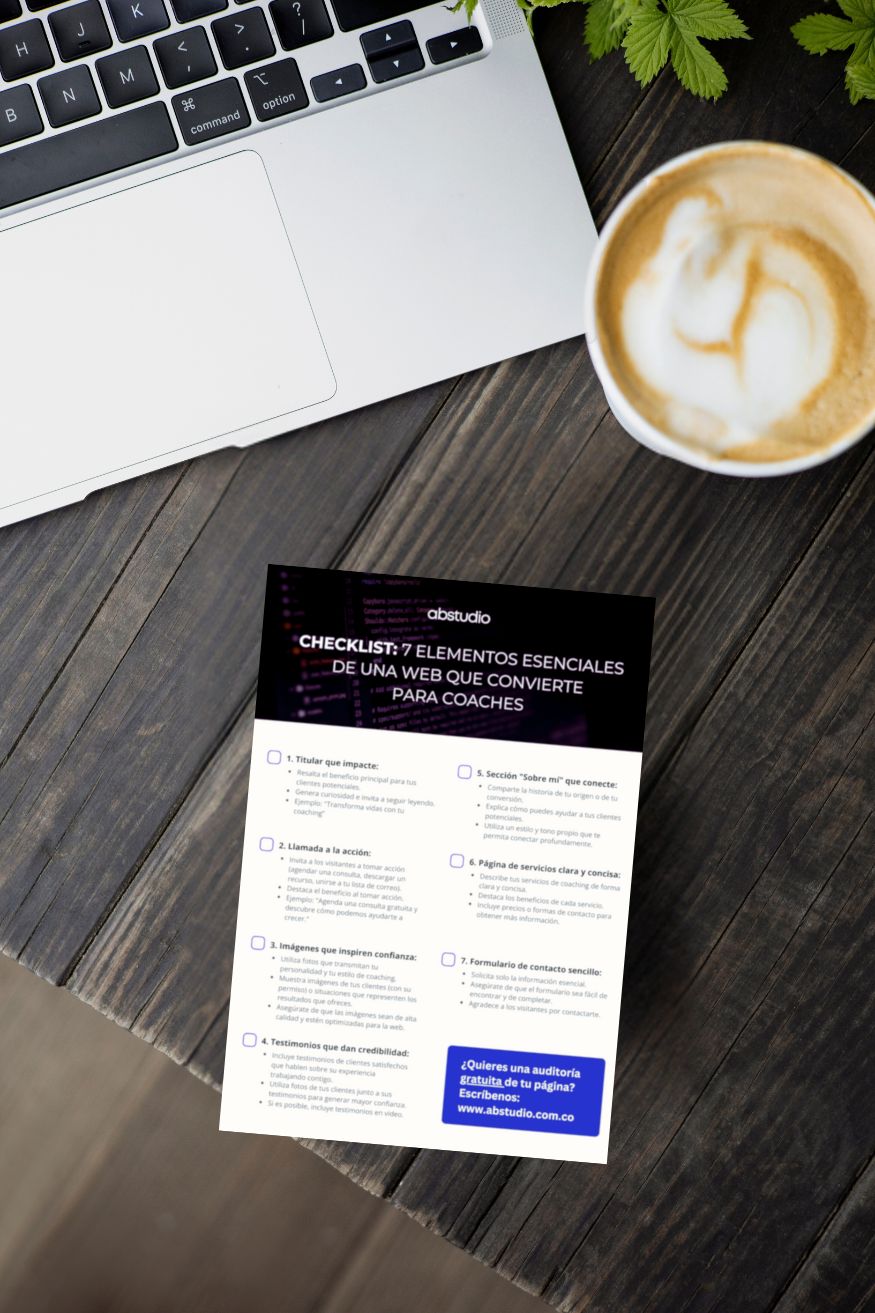 H
J
K
<
,
>
.
?
/
B
N
M
⌘
command
⌥
option
abstudio
CHECKLIST: 7 ELEMENTOS ESENCIALES
DE UNA WEB QUE CONVIERTE
PARA COACHES
1. Titular que impacte:
Resalta el beneficio principal para tus
clientes potenciales.
Genera curiosidad e invita a seguir leyendo.
Ejemplo: "Transforma vidas con tu
coaching"
2. Llamada a la acción:
Invita a los visitantes a tomar acción
(agendar una consulta, descargar un
recurso, unirse a tu lista de correo).
Destaca el beneficio al tomar acción.
Ejemplo: "Agenda una consulta gratuita y
descubre cómo podemos ayudarte a
crecer."
3. Imágenes que inspiren confianza:
Utiliza fotos que transmitan tu
personalidad y tu estilo de coaching.
Muestra imágenes de tus clientes (con su
permiso) o situaciones que representen los
resultados que ofreces.
Asegúrate de que las imágenes sean de alta
calidad y estén optimizadas para la web.
4. Testimonios que dan credibilidad:
Incluye testimonios de clientes satisfechos
que hablen sobre su experiencia
trabajando contigo.
Utiliza fotos de tus clientes junto a sus
testimonios para generar mayor confianza.
Si es posible, incluye testimonios en video.
5. Sección "Sobre mí" que conecte:
Comparte la historia de tu origen o de tu
conversión.
Explica cómo puedes ayudar a tus clientes
potenciales.
Utiliza un estilo y tono propio que te
permita conectar profundamente.
6. Página de servicios clara y concisa:
Describe tus servicios de coaching de forma
clara y concisa.
Destaca los beneficios de cada servicio.
Incluye precios o formas de contacto para
obtener más información.
7. Formulario de contacto sencillo:
Solicita solo la información esencial.
Asegúrate de que el formulario sea fácil de
encontrar y de completar.
Agradece a los visitantes por contactarte.
¿Quieres una auditoría
gratuita de tu página?
Escríbenos:
www.abstudio.com.co